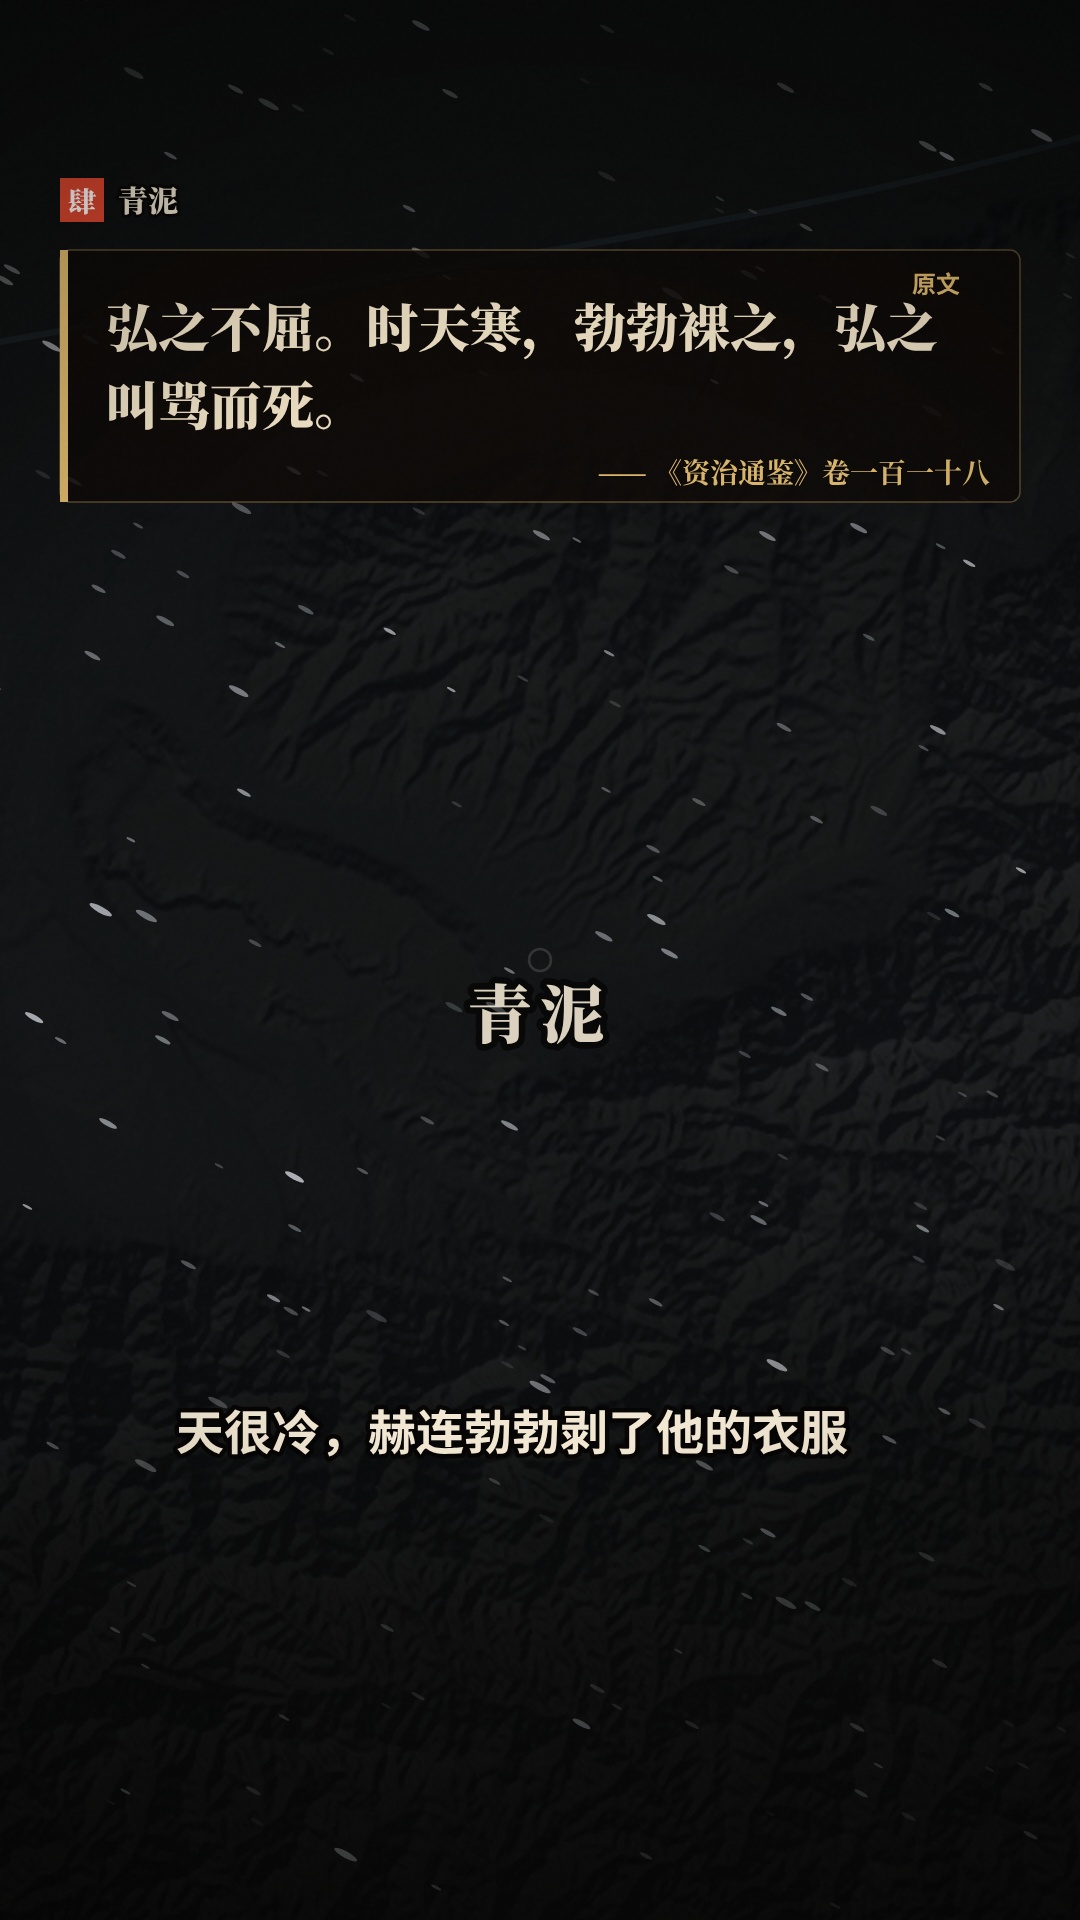 肆 青泥
原文
弘之不屈。时天寒，勃勃裸之，弘之
叫骂而死。
——《资治通鉴》卷一百一十八
青泥
天很冷，赫连勃勃剥了他的衣服